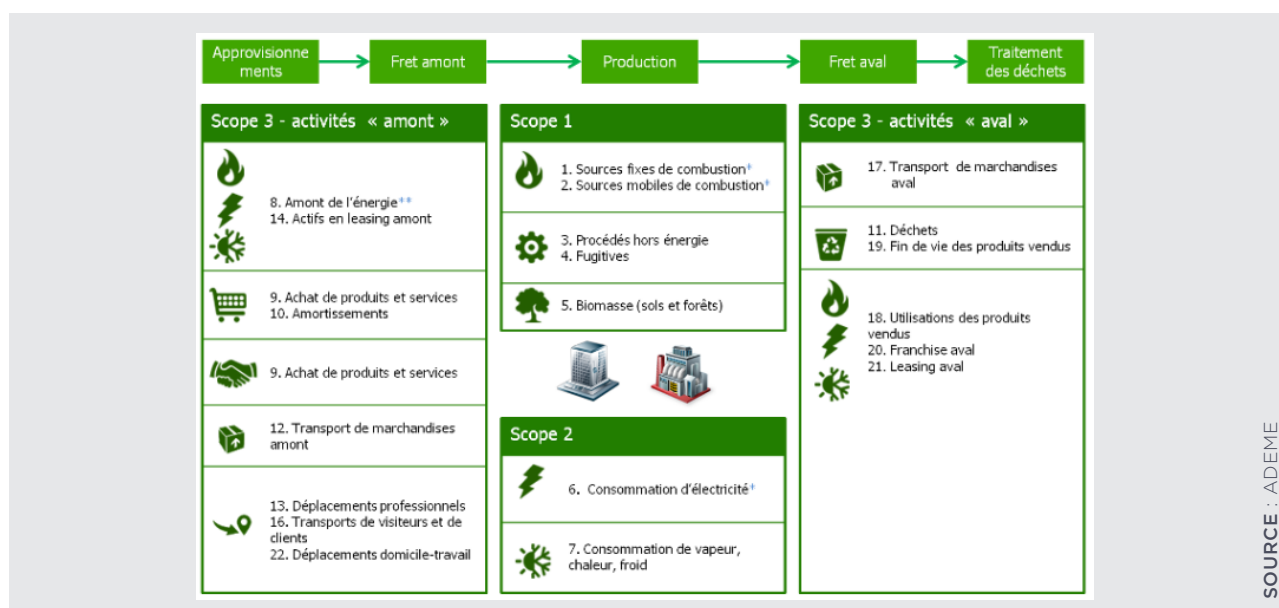 Approvisionne
ments
Fret amont
Production
Fret aval
Traitement
des déchets
Scope 3 - activités « amont »
8. Amont de l'énergie**
14. Actifs en leasing amont
9. Achat de produits et services
10. Amortissements
9. Achat de produits et services
12. Transport de marchandises
amont
13. Déplacements professionnels
16. Transports de visiteurs et de
clients
22. Déplacements domicile-travail
Scope 1
1. Sources fixes de combustion*
2. Sources mobiles de combustion*
3. Procédés hors énergie
4. Fugitives
5. Biomasse (sols et forêts)
Scope 2
6. Consommation d'électricité*
7. Consommation de vapeur,
chaleur, froid
Scope 3 - activités « aval »
17. Transport de marchandises
aval
11. Déchets
19. Fin de vie des produits vendus
18. Utilisations des produits
vendus
20. Franchise aval
21. Leasing aval
SOURCE : ADEME